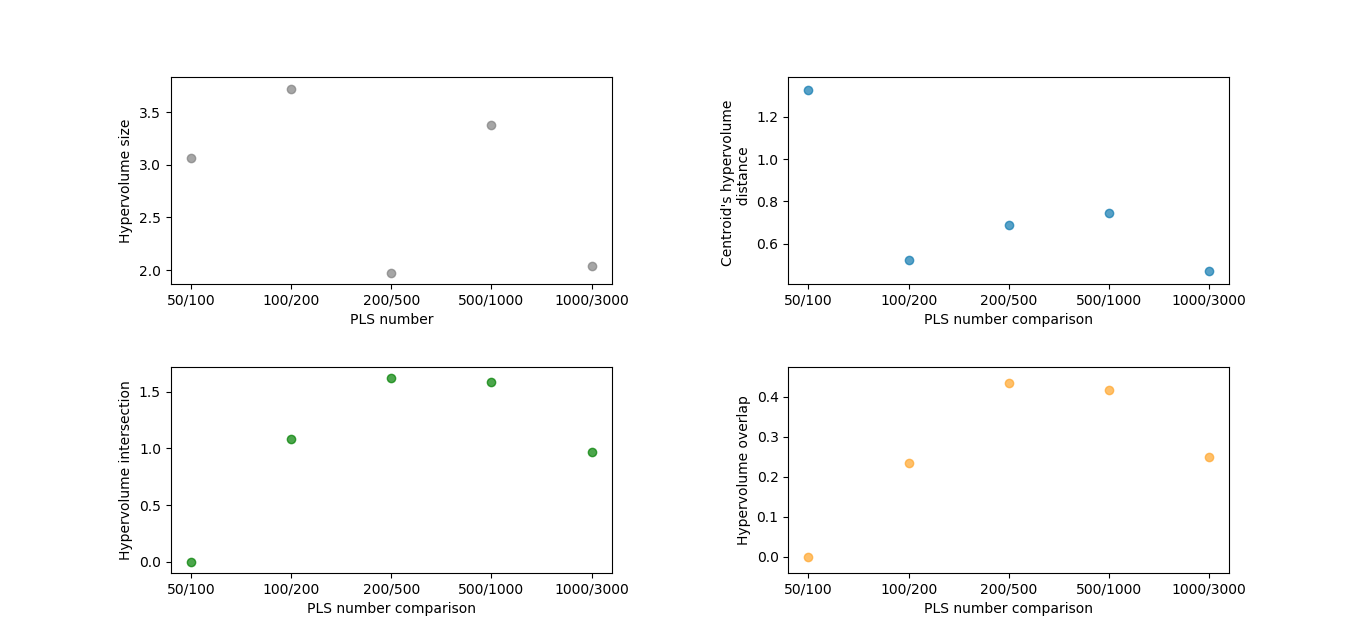 Hypervolume size
3.5
3.0
2.5
2.0
50/100 100/200 200/500 500/1000 1000/3000
PLS number
Centroid's hypervolume
distance
1.2
1.0
0.8
0.6
50/100 100/200 200/500 500/1000 1000/3000
PLS number comparison
Hypervolume intersection
1.5
1.0
0.5
0.0
50/100 100/200 200/500 500/1000 1000/3000
PLS number comparison
Hypervolume overlap
0.4
0.3
0.2
0.1
0.0
50/100 100/200 200/500 500/1000 1000/3000
PLS number comparison